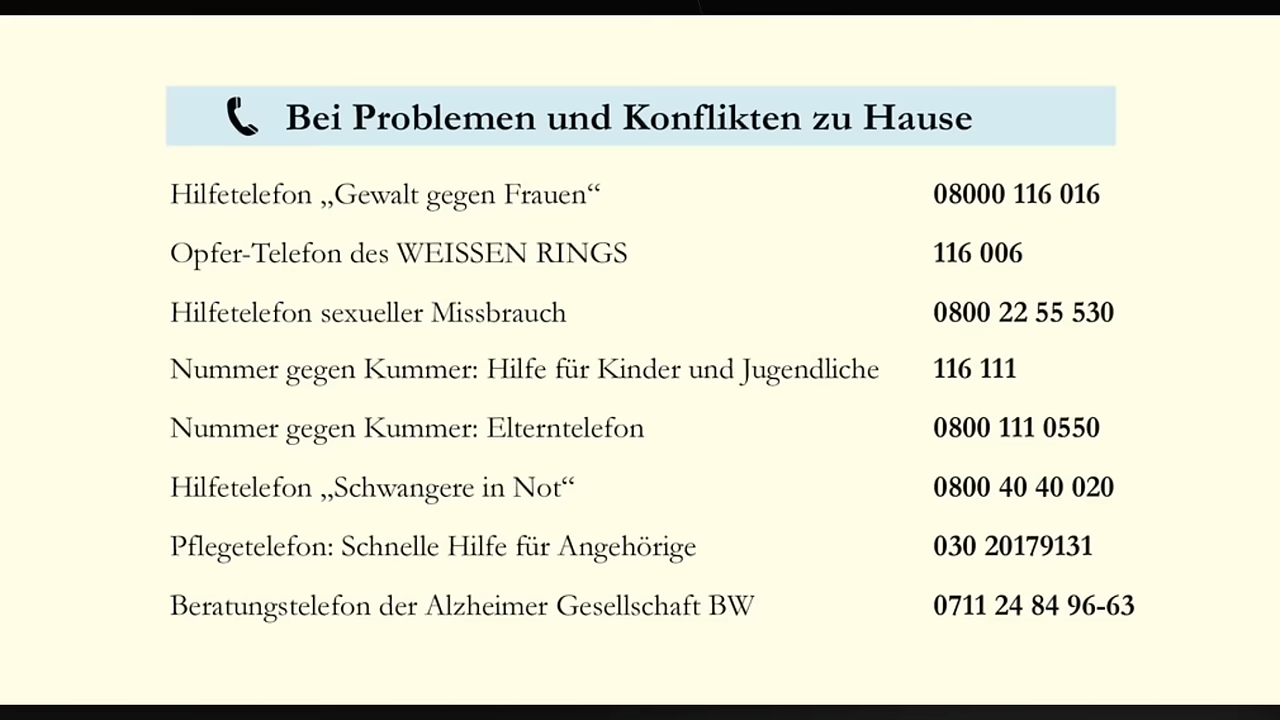 Bei Problemen und Konflikten zu Hause
Hilfetelefon „Gewalt gegen Frauen“ 08000 116 016
Opfer-Telefon des WEISSEN RINGS 116 006
Hilfetelefon sexueller Missbrauch 0800 22 55 530
Nummer gegen Kummer: Hilfe für Kinder und Jugendliche 116 111
Nummer gegen Kummer: Elterntelefon 0800 111 0550
Hilfetelefon „Schwangere in Not“ 0800 40 40 020
Pflegetelefon: Schnelle Hilfe für Angehörige 030 20179131
Beratungstelefon der Alzheimer Gesellschaft BW 0711 24 84 96-63